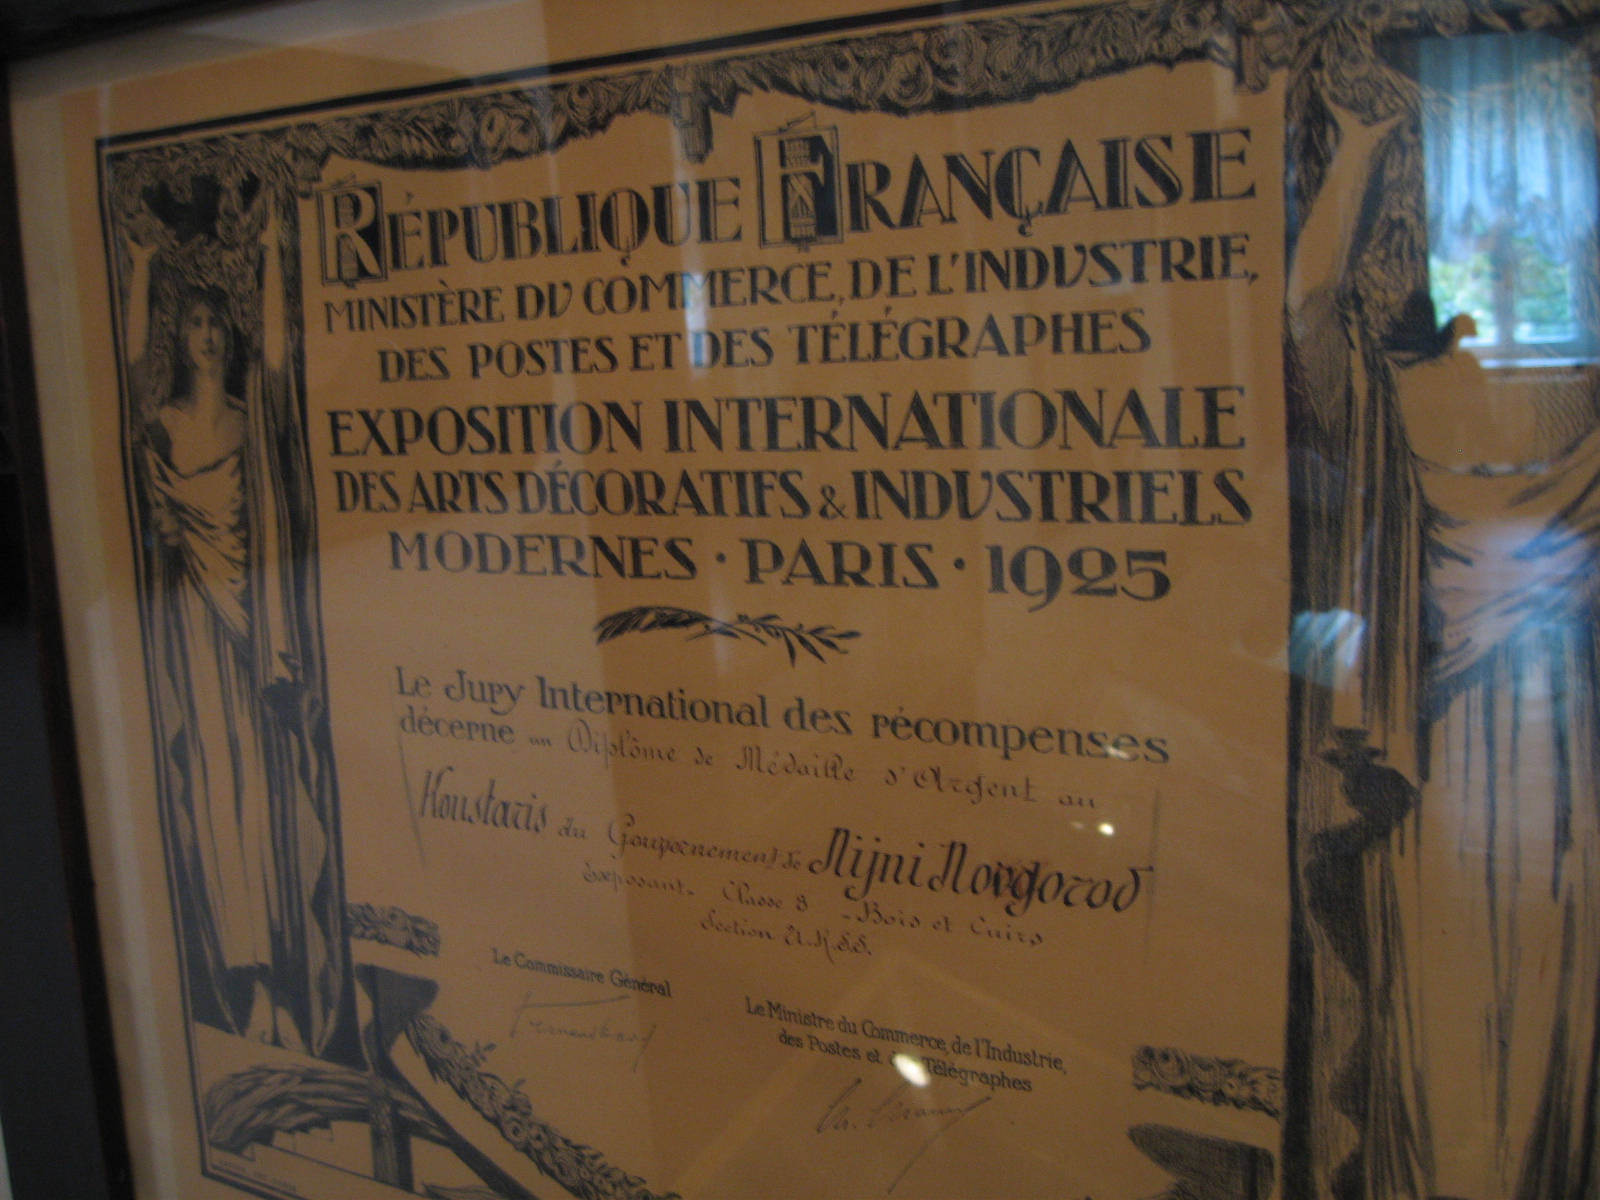 RÉPUBLIQUE FRANÇAISE
MINISTÈRE DU COMMERCE, DE L'INDUSTRIE,
DES POSTES ET DES TÉLÉGRAPHES
EXPOSITION INTERNATIONALE
DES ARTS DÉCORATIFS & INDUSTRIELS
MODERNES · PARIS · 1925
Le Jury International des récompenses
décerne un Diplôme de Médaille d'Argent au
Koustaris du Gouvernement de Nijni Novgorod
Exposant. Classe 8 - Bois et Cuirs
Section U.R.S.S.
Le Commissaire Général
Le Ministre du Commerce, de l'Industrie,
des Postes et des Télégraphes